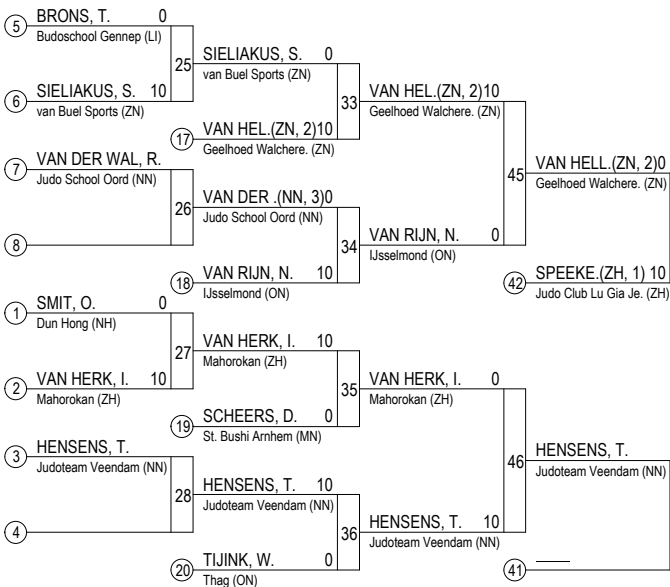 5 BRONS, T. 0
Budoschool Gennep (LI)
25
6 SIELIAKUS, S. 10
van Buel Sports (ZN)
SIELIAKUS, S. 0
van Buel Sports (ZN)
33
17 VAN HEL.(ZN, 2)10
Geelhoed Walchere. (ZN)
VAN HEL.(ZN, 2)10
Geelhoed Walchere. (ZN)
7 VAN DER WAL, R.
Judo School Oord (NN)
26
8
VAN DER .(NN, 3)0
Judo School Oord (NN)
34
18 VAN RIJN, N. 10
IJsselmond (ON)
VAN RIJN, N. 0
IJsselmond (ON)
45
VAN HELL.(ZN, 2)0
Geelhoed Walchere. (ZN)
42 SPEEKE.(ZH, 1) 10
Judo Club Lu Gia Je. (ZH)
1 SMIT, O. 0
Dun Hong (NH)
27
2 VAN HERK, I. 10
Mahorokan (ZH)
VAN HERK, I. 10
Mahorokan (ZH)
35
19 SCHEERS, D. 0
St. Bushi Arnhem (MN)
VAN HERK, I. 0
Mahorokan (ZH)
3 HENSENS, T.
Judoteam Veendam (NN)
28
4
HENSENS, T. 10
Judoteam Veendam (NN)
36
20 TIJINK, W. 0
Thag (ON)
HENSENS, T. 10
Judoteam Veendam (NN)
46
HENSENS, T.
Judoteam Veendam (NN)
41